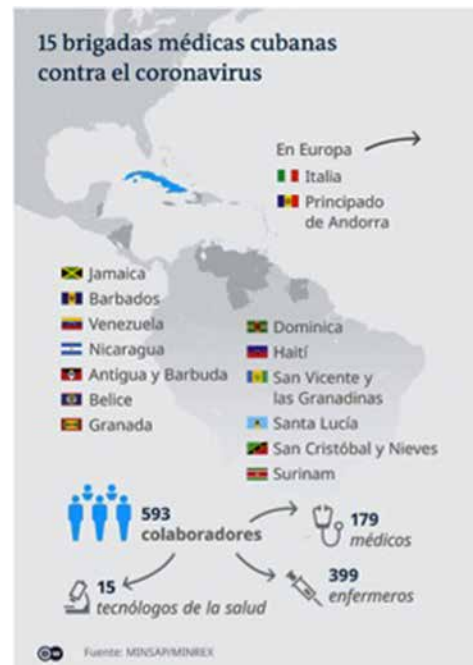 15 brigadas médicas cubanas
contra el coronavirus
En Europa
Italia
Principado
de Andorra
Jamaica
Barbados
Venezuela
Nicaragua
Antigua y Barbuda
Belice
Granada
Dominica
Haití
San Vicente y
las Granadinas
Santa Lucía
San Cristóbal y Nieves
Surinam
593
colaboradores
179
médicos
15
tecnólogos de la salud
399
enfermeros
DW
Fuente: MINSAP/MINREX